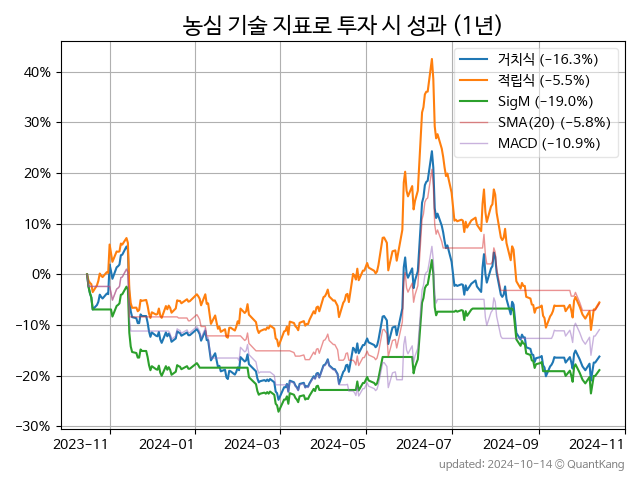 농심 기술 지표로 투자 시 성과 (1년)
거치식 (−16.3%)
적립식 (−5.5%)
SigM (−19.0%)
SMA(20) (−5.8%)
MACD (−10.9%)
40%
30%
20%
10%
0%
−10%
−20%
−30%
2023−11 2024−01 2024−03 2024−05 2024−07 2024−09 2024−11
updated: 2024-10-14 © QuantKang